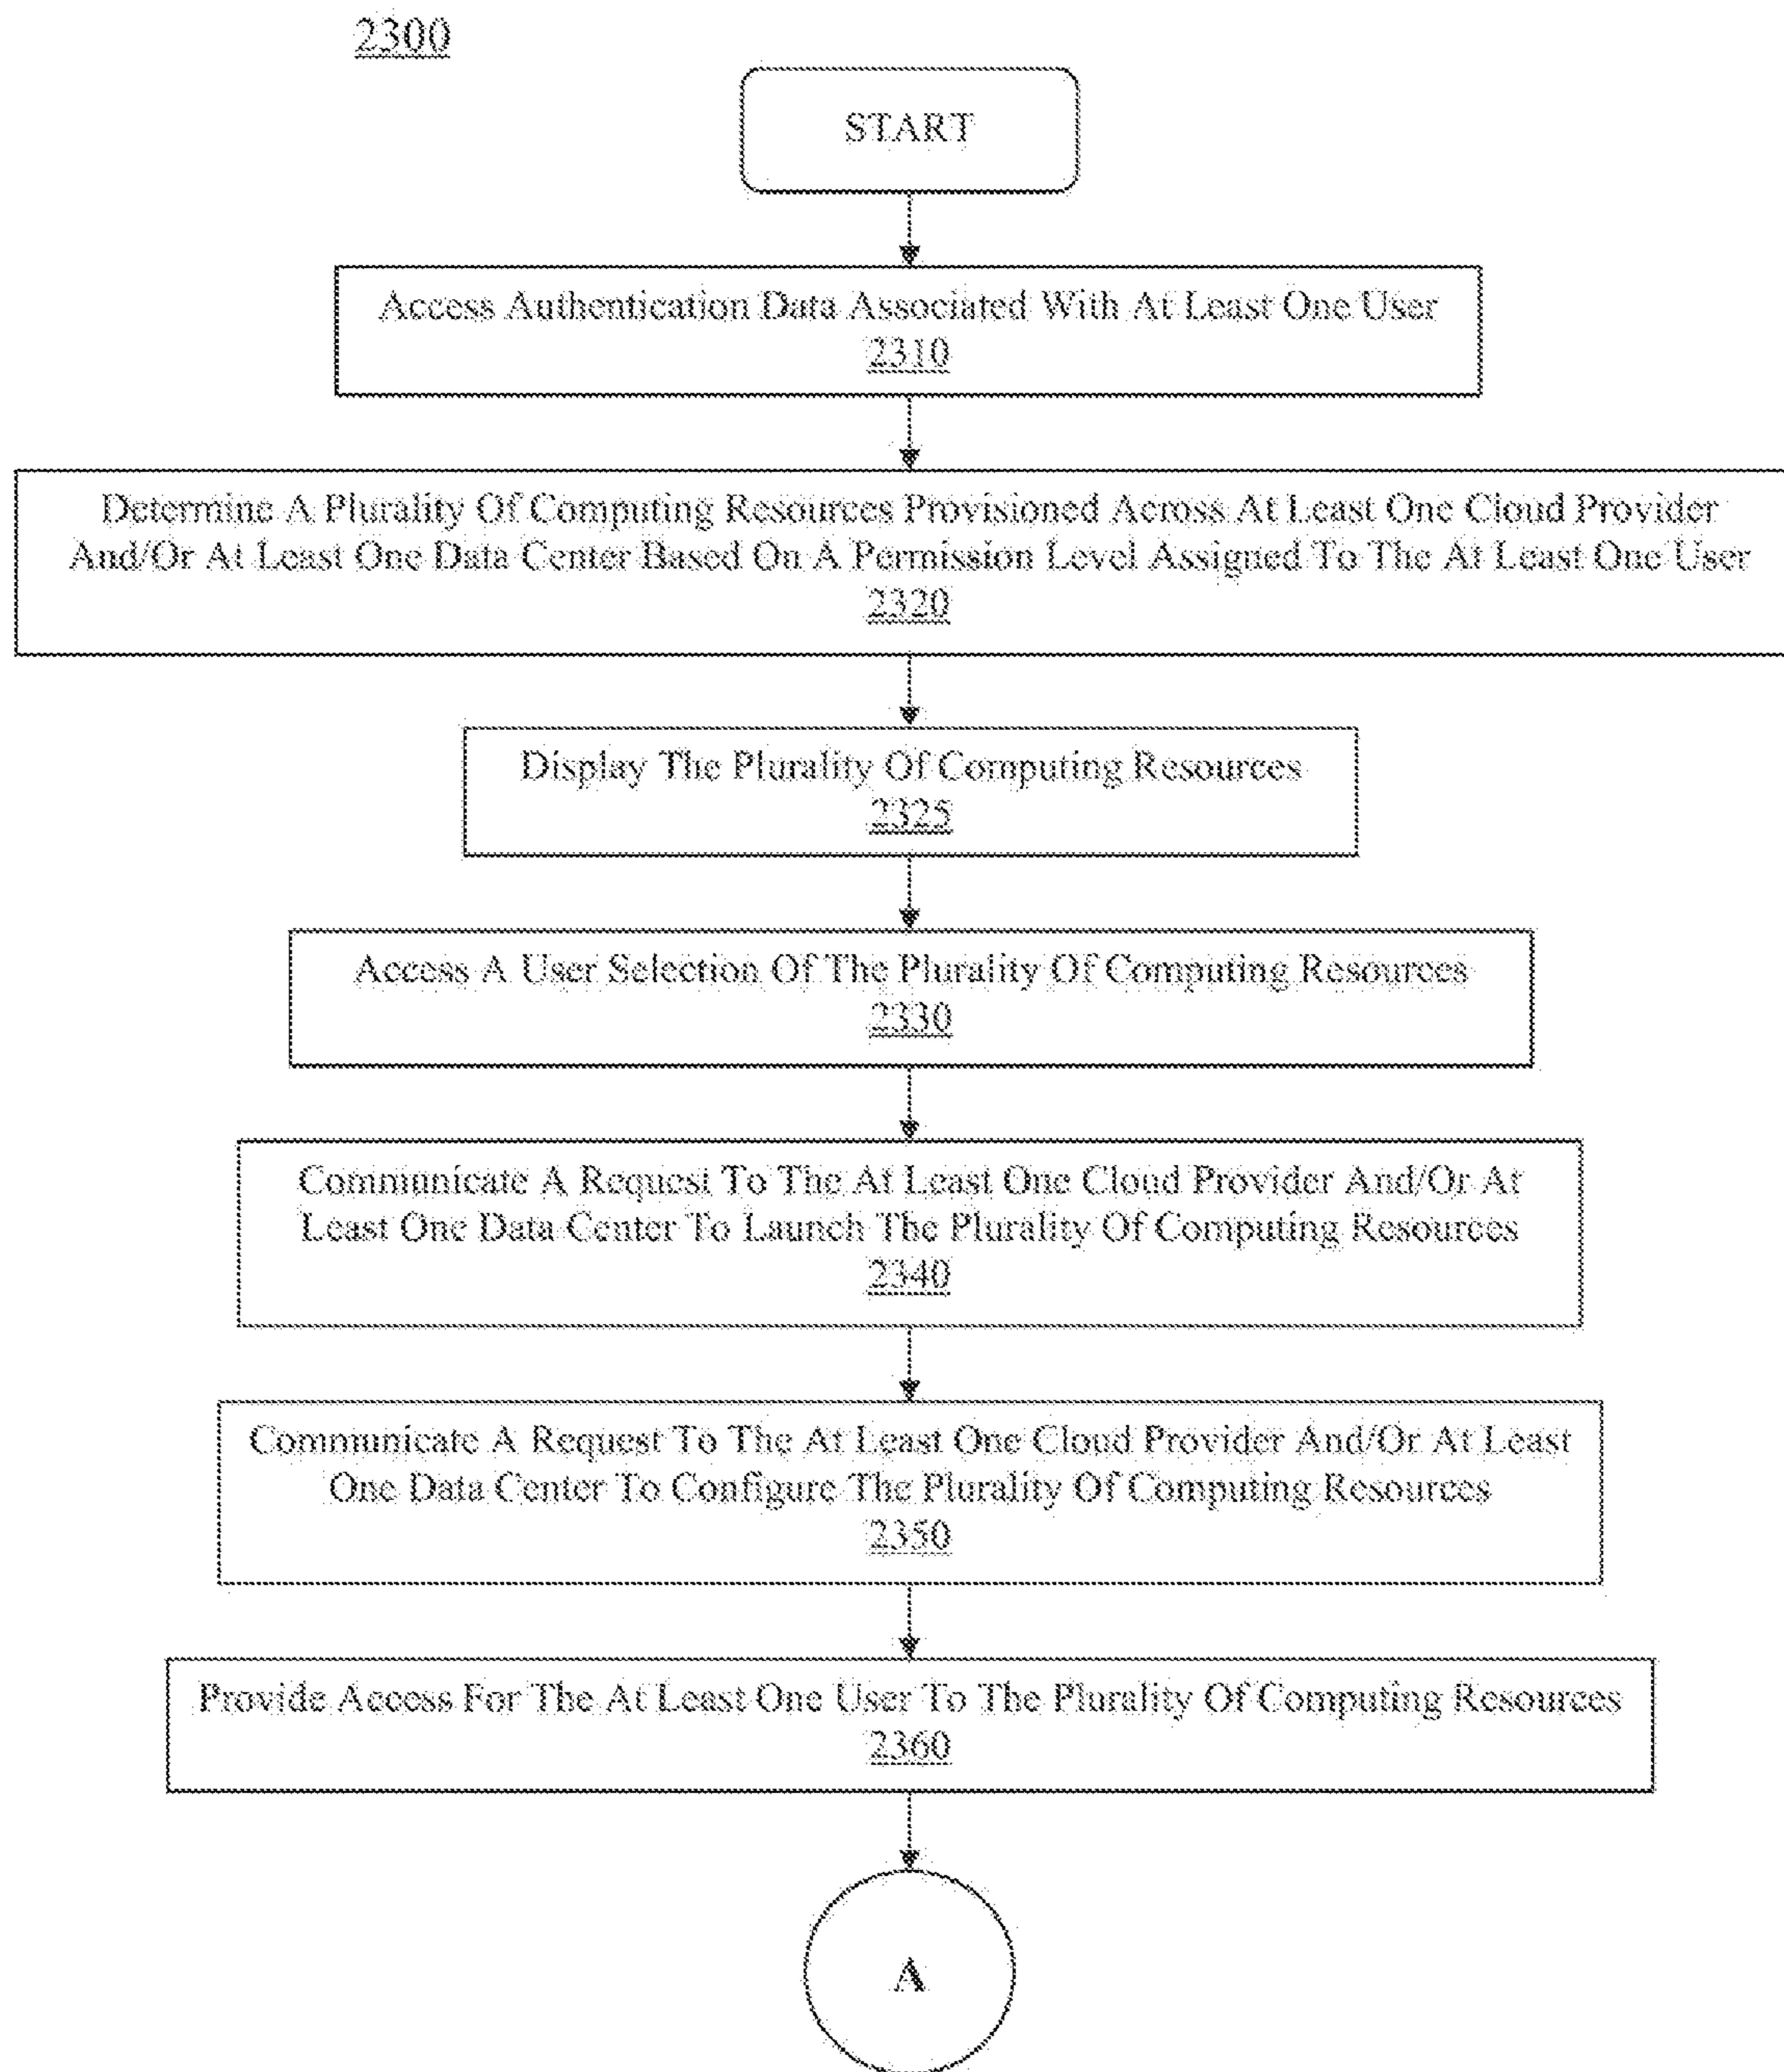 2300
START
Access Authentication Data Associated With At Least One User
2310
Determine A Plurality Of Computing Resources Provisioned Across At Least One Cloud Provider
And/Or At Least One Data Center Based On A Permission Level Assigned To The At Least One User
2320
Display The Plurality Of Computing Resources
2325
Access A User Selection Of The Plurality Of Computing Resources
2330
Communicate A Request To The At Least One Cloud Provider And/Or At
Least One Data Center To Launch The Plurality Of Computing Resources
2340
Communicate A Request To The At Least One Cloud Provider And/Or At Least
One Data Center To Configure The Plurality Of Computing Resources
2350
Provide Access For The At Least One User To The Plurality Of Computing Resources
2360
A